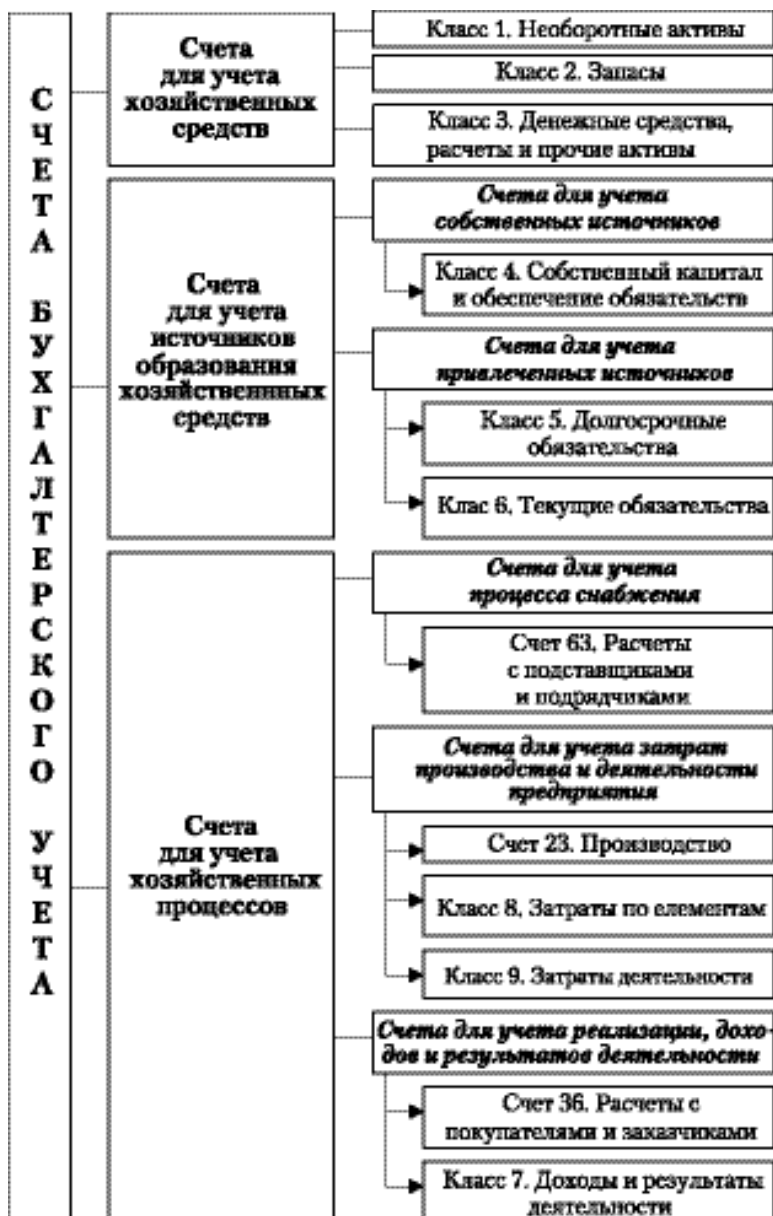 СЧЕТА БУХГАЛТЕРСКОГО УЧЕТА
Счета
для учета
хозяйственных
средств
Класс 1. Необоротные активы
Класс 2. Запасы
Класс 3. Денежные средства,
расчеты и прочие активы
Счета
для учета
источников
образования
хозяйственнных
средств
Счета для учета
собственных источников
Класс 4. Собственный капитал
и обеспечение обязательств
Счета для учета
привлеченных источников
Класс 5. Долгосрочные
обязательства
Клас 6. Текущие обязательства
Счета
для учета
хозяйственных
процессов
Счета для учета
процесса снабжения
Счет 63. Расчеты
с подставщиками
и подрядчиками
Счета для учета затрат
производства и деятельности
предприятия
Счет 23. Производство
Класс 8. Затраты по елементам
Класс 9. Затраты деятельности
Счета для учета реализации, дохо-
дов и результатов деятельности
Счет 36. Расчеты с
покупателями и заказчиками
Класс 7. Доходы и результаты
деятельности